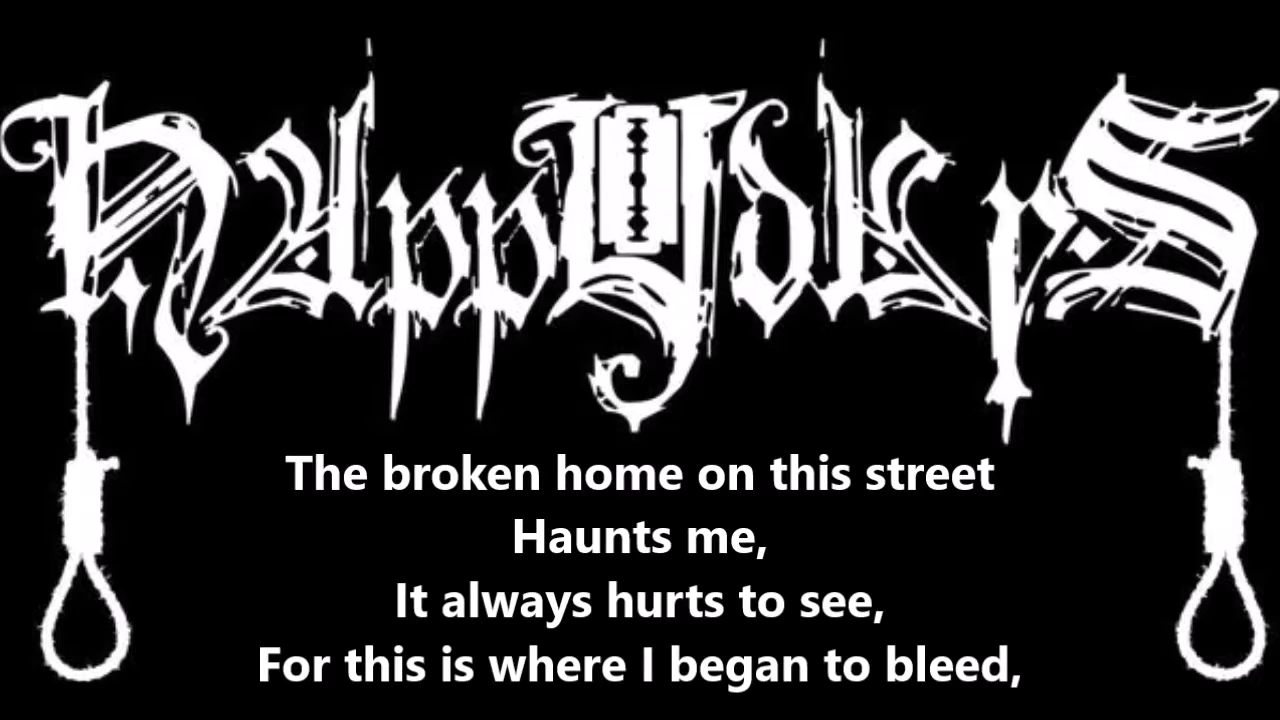 HAppYdAyS
The broken home on this street
Haunts me,
It always hurts to see,
For this is where I began to bleed,